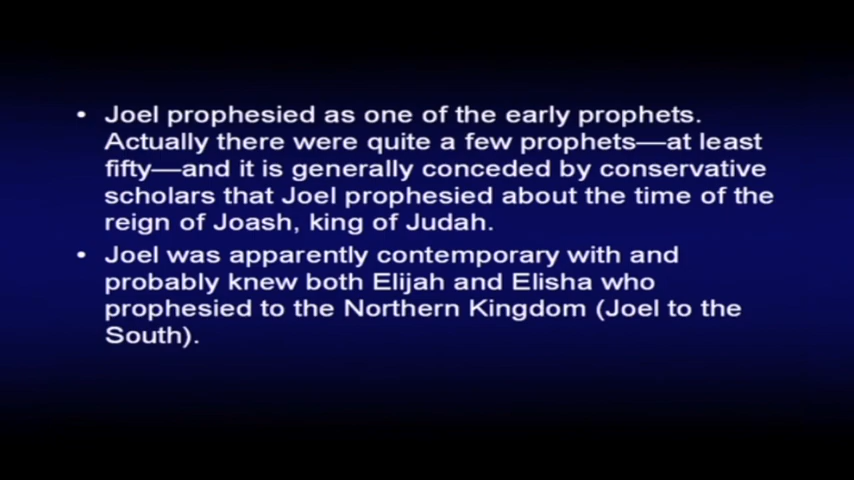 • Joel prophesied as one of the early prophets.
Actually there were quite a few prophets—at least
fifty—and it is generally conceded by conservative
scholars that Joel prophesied about the time of the
reign of Joash, king of Judah.
• Joel was apparently contemporary with and
probably knew both Elijah and Elisha who
prophesied to the Northern Kingdom (Joel to the
South).